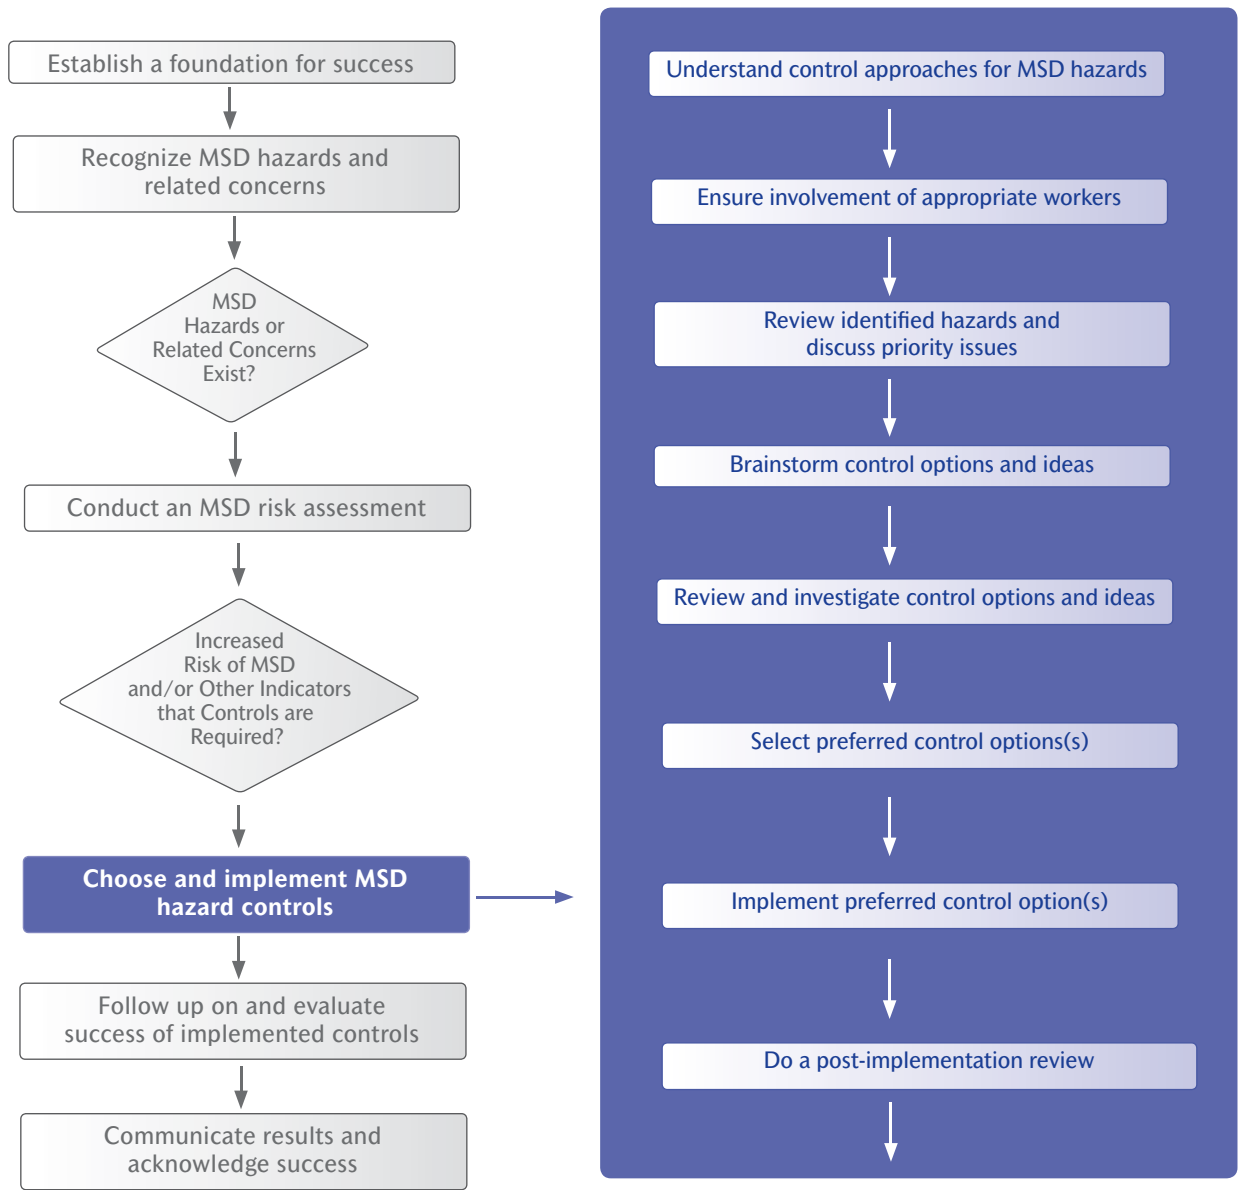 Establish a foundation for success
Recognize MSD hazards and
related concerns
MSD
Hazards or
Related Concerns
Exist?
Conduct an MSD risk assessment
Increased
Risk of MSD
and/or Other Indicators
that Controls are
Required?
Choose and implement MSD
hazard controls
Follow up on and evaluate
success of implemented controls
Communicate results and
acknowledge success
Understand control approaches for MSD hazards
Ensure involvement of appropriate workers
Review identified hazards and
discuss priority issues
Brainstorm control options and ideas
Review and investigate control options and ideas
Select preferred control options(s)
Implement preferred control option(s)
Do a post-implementation review